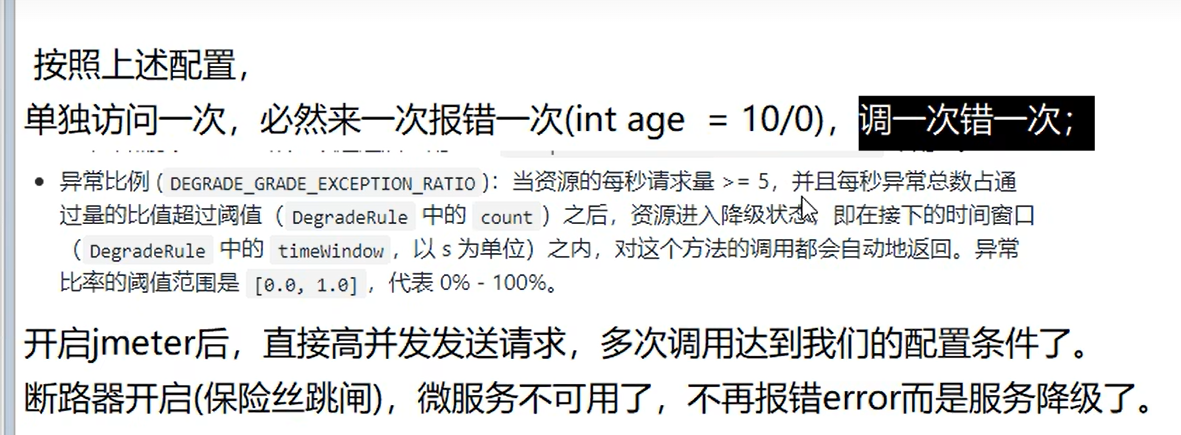 按照上述配置，
单独访问一次，必然来一次报错一次(int age  = 10/0)，调一次错一次；
• 异常比例 ( DEGRADE_GRADE_EXCEPTION_RATIO )：当资源的每秒请求量 >= 5，并且每秒异常总数占通
过量的比值超过阈值（ DegradeRule 中的 count ）之后，资源进入降级状态，即在接下的时间窗口
（ DegradeRule 中的 timeWindow ，以 s 为单位）之内，对这个方法的调用都会自动地返回。异常
比率的阈值范围是 [0.0, 1.0] ，代表 0% - 100%。
开启jmeter后，直接高并发发送请求，多次调用达到我们的配置条件了。
断路器开启(保险丝跳闸)，微服务不可用了，不再报错error而是服务降级了。